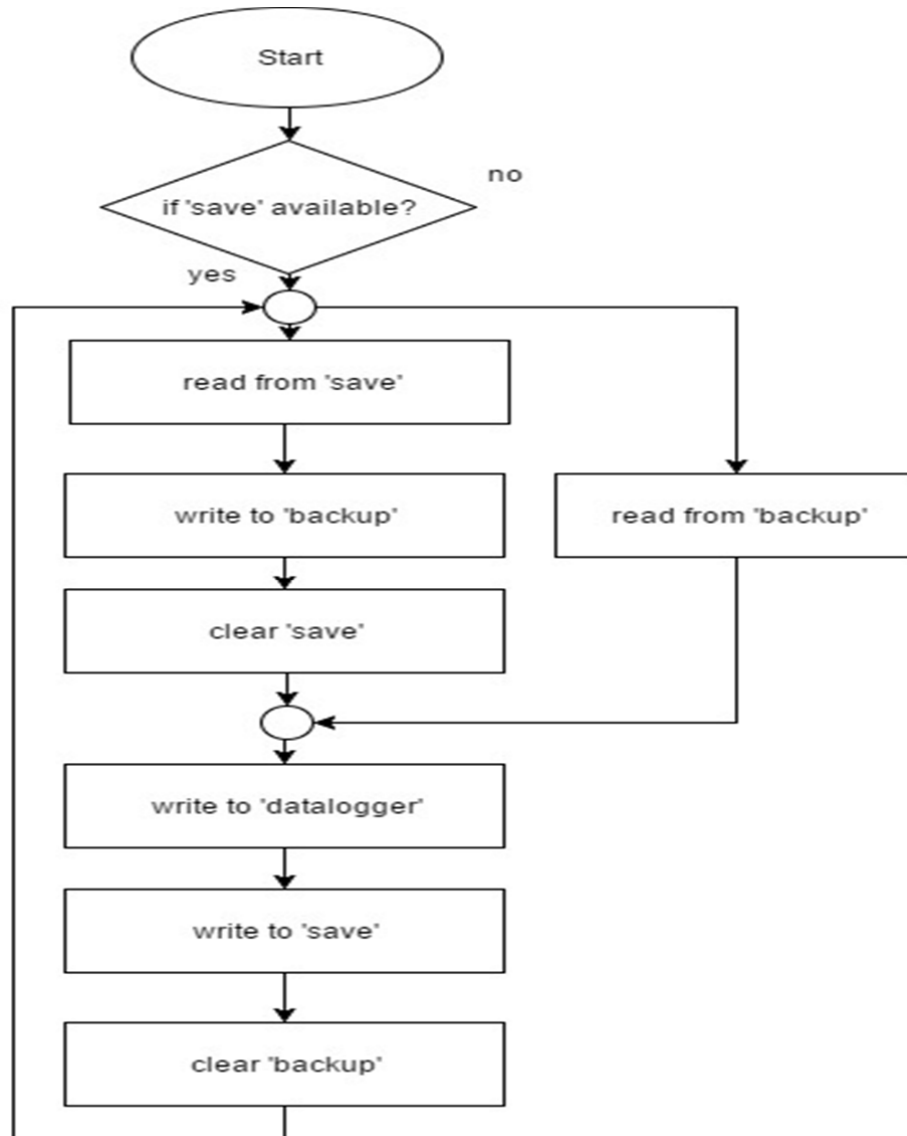 Start
if 'save' available?
no
yes
read from 'save'
write to 'backup'
read from 'backup'
clear 'save'
write to 'datalogger'
write to 'save'
clear 'backup'